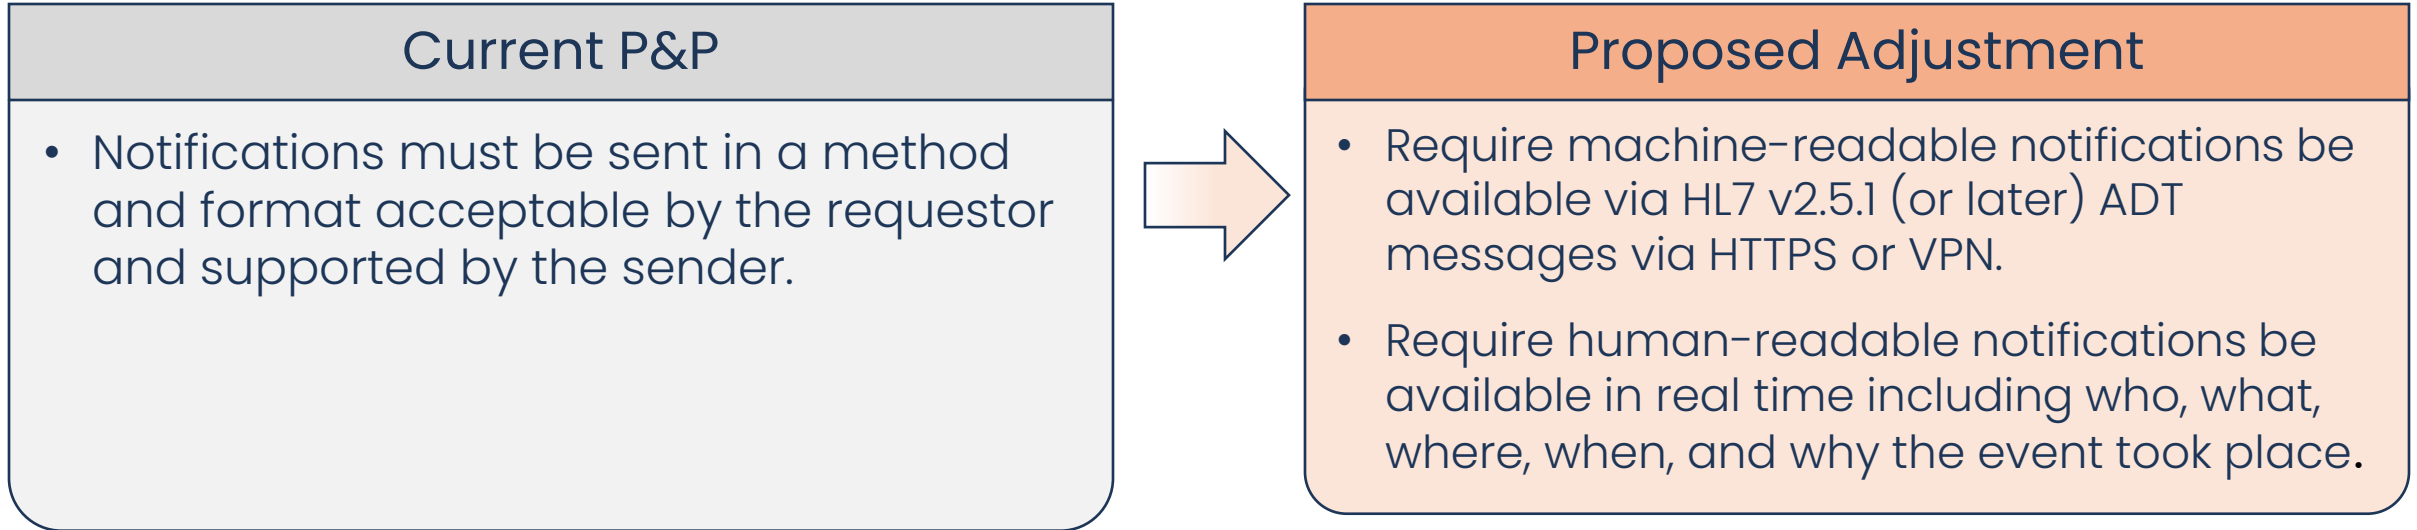 Current P&P
• Notifications must be sent in a method
and format acceptable by the requestor
and supported by the sender.
Proposed Adjustment
• Require machine-readable notifications be
available via HL7 v2.5.1 (or later) ADT
messages via HTTPS or VPN.
• Require human-readable notifications be
available in real time including who, what,
where, when, and why the event took place.